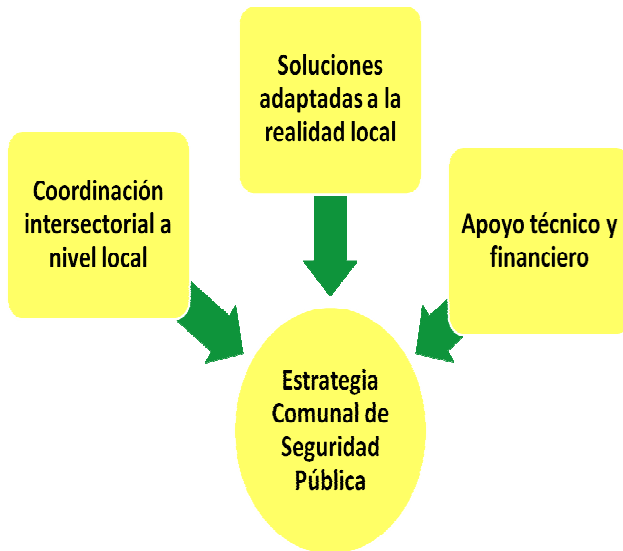 Soluciones
adaptadas a la
realidad local
Coordinación
intersectorial a
nivel local
Apoyo técnico y
financiero
Estrategia
Comunal de
Seguridad
Pública